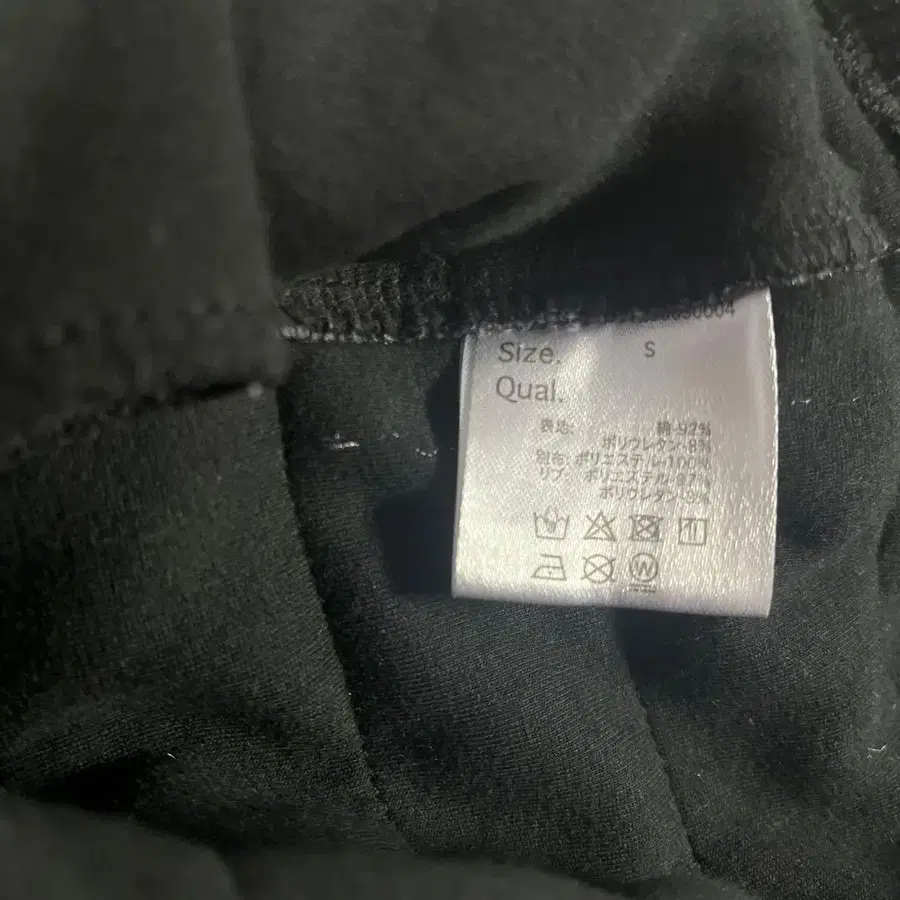 Size. S
Qual.
表地: 綿-92%
ポリウレタン-8%
別布: ポリエステル-100%
リブ: ポリエステル-97%
ポリウレタン-3%
W